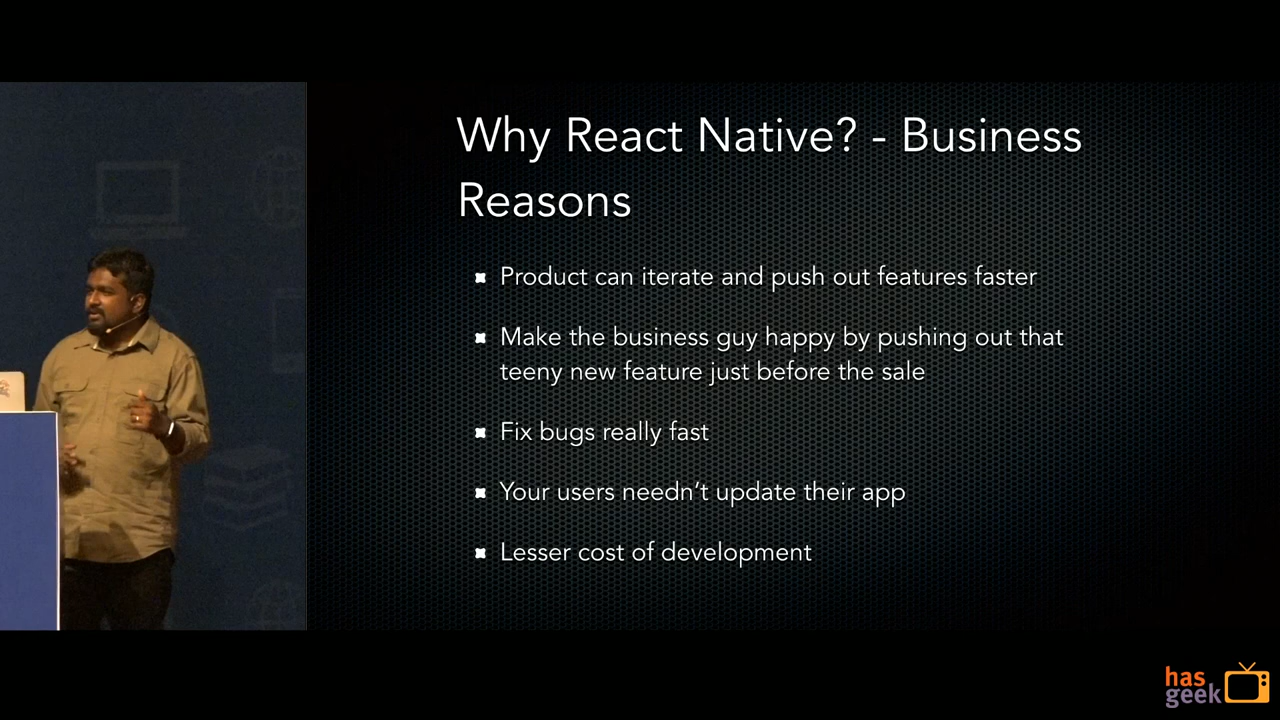 Why React Native? - Business
Reasons
Product can iterate and push out features faster
Make the business guy happy by pushing out that
teeny new feature just before the sale
Fix bugs really fast
Your users needn't update their app
Lesser cost of development
has
geek